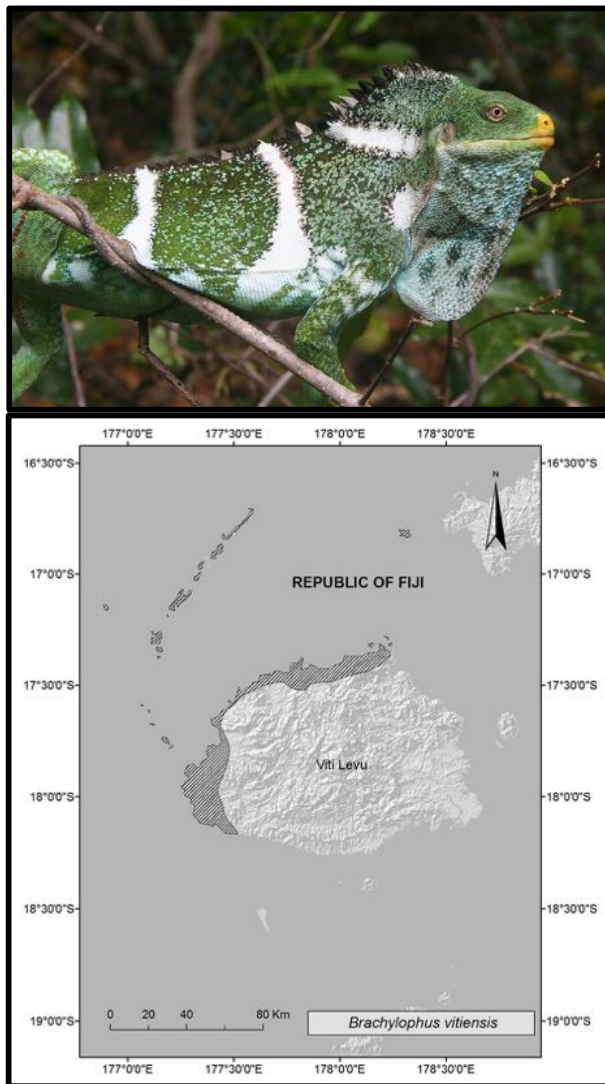 177°0'0"E 177°30'0"E 178°0'0"E 178°30'0"E
16°30'0"S 16°30'0"S
N
17°0'0"S 17°0'0"S
REPUBLIC OF FIJI
17°30'0"S 17°30'0"S
Viti Levu
18°0'0"S 18°0'0"S
18°30'0"S 18°30'0"S
19°0'0"S 19°0'0"S
0 20 40 80 Km
Brachylophus vitiensis
177°0'0"E 177°30'0"E 178°0'0"E 178°30'0"E